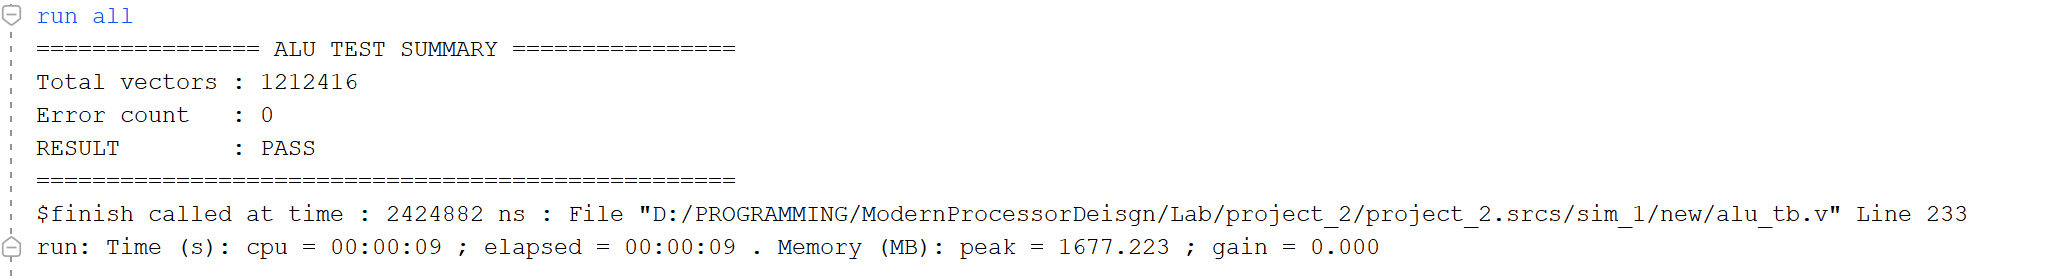 run all
================ ALU TEST SUMMARY ================
Total vectors : 1212416
Error count   : 0
RESULT        : PASS
==================================================
$finish called at time : 2424882 ns : File "D:/PROGRAMMING/ModernProcessorDeisgn/Lab/project_2/project_2.srcs/sim_1/new/alu_tb.v" Line 233
run: Time (s): cpu = 00:00:09 ; elapsed = 00:00:09 . Memory (MB): peak = 1677.223 ; gain = 0.000